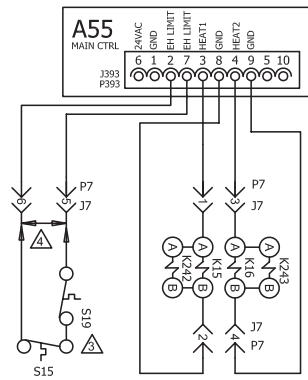 A55
MAIN CTRL
24VAC
GND
EH LIMIT
EH LIMIT
HEAT1
GND
HEAT2
GND
6 1 2 7 3 8 4 9 5 10
J393
P393
6
5
P7
J7
1
3
P7
J7
4
A A A A
K242
K15
K16
K243
B B B B
S19
3
S15
2
4
J7
P7